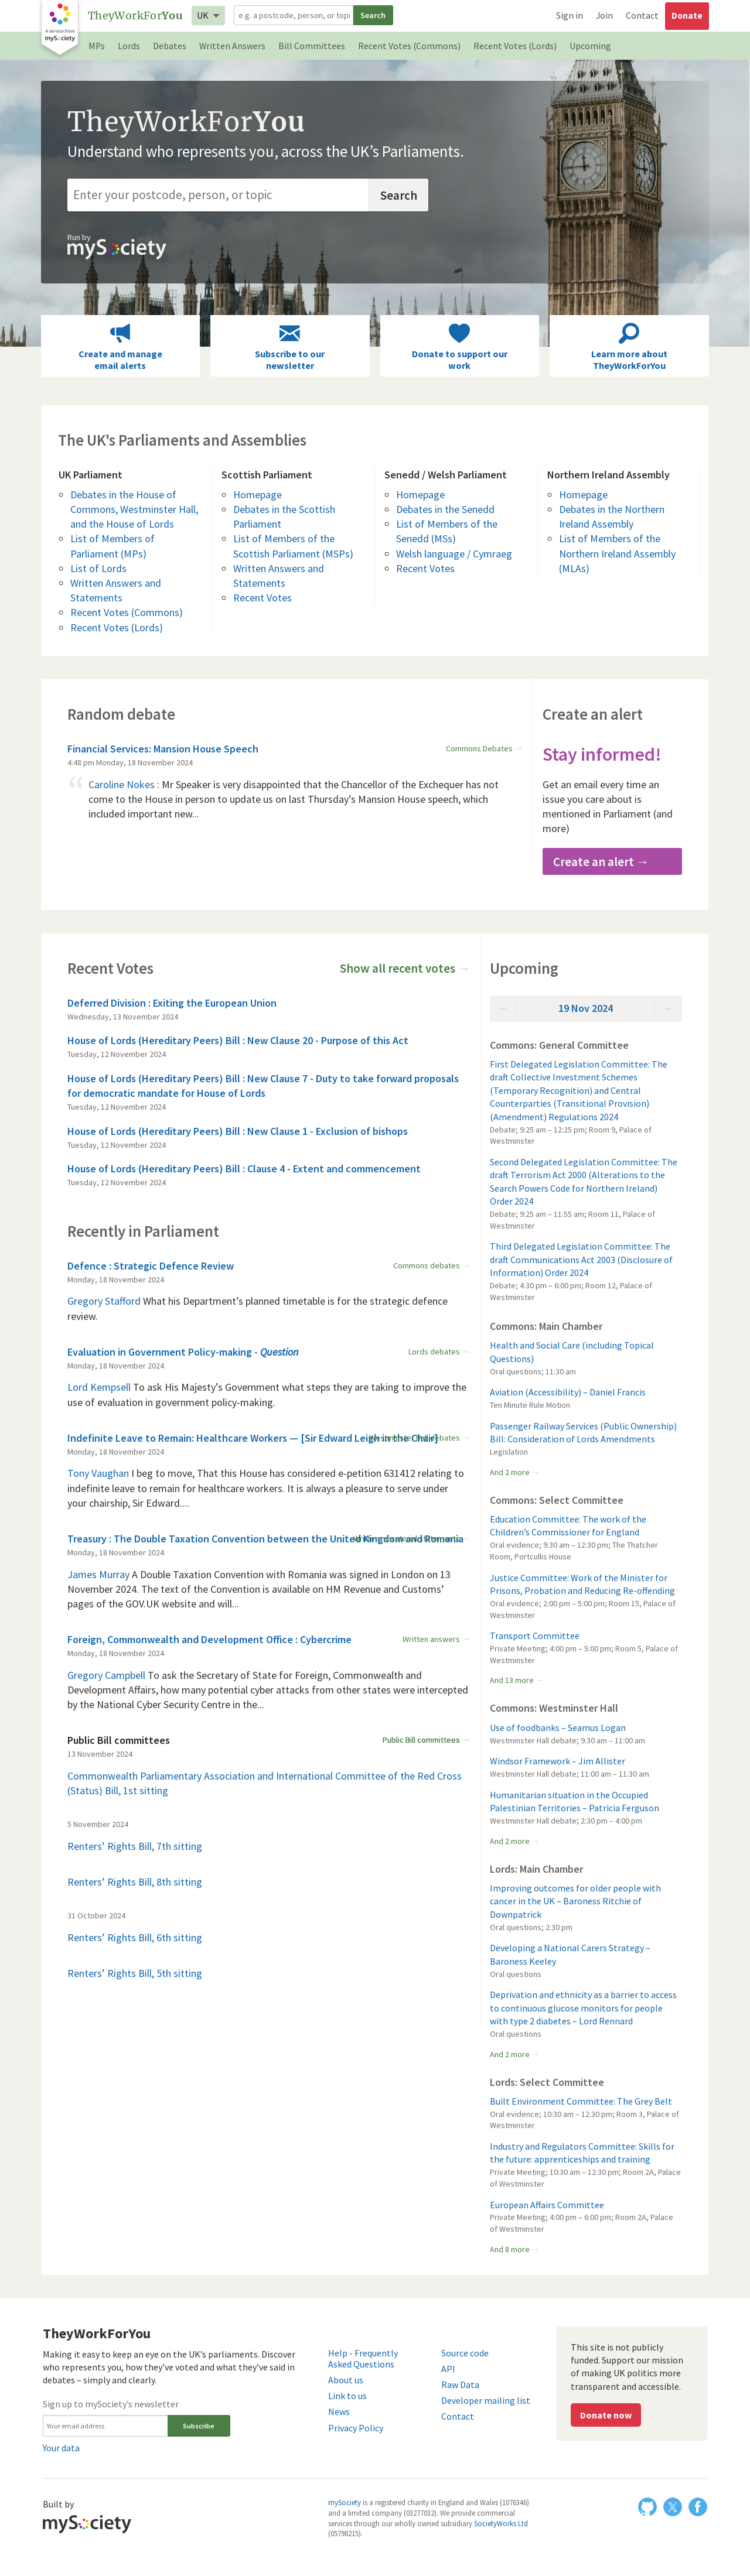 A service from
mySociety
TheyWorkForYou
UK
e.g. a postcode, person, or topi
Search
Sign in
Join
Contact
Donate
MPs
Lords
Debates
Written Answers
Bill Committees
Recent Votes (Commons)
Recent Votes (Lords)
Upcoming
TheyWorkForYou
Understand who represents you, across the UK's Parliaments.
Enter your postcode, person, or topic
Search
Run by
mySociety
Create and manage
email alerts
Subscribe to our
newsletter
Donate to support our
work
Learn more about
TheyWorkForYou
The UK's Parliaments and Assemblies
UK Parliament
Debates in the House of
Commons, Westminster Hall,
and the House of Lords
List of Members of
Parliament (MPs)
List of Lords
Written Answers and
Statements
Recent Votes (Commons)
Recent Votes (Lords)
Scottish Parliament
Homepage
Debates in the Scottish
Parliament
List of Members of the
Scottish Parliament (MSPs)
Written Answers and
Statements
Recent Votes
Senedd / Welsh Parliament
Homepage
Debates in the Senedd
List of Members of the
Senedd (MSs)
Welsh language / Cymraeg
Recent Votes
Northern Ireland Assembly
Homepage
Debates in the Northern
Ireland Assembly
List of Members of the
Northern Ireland Assembly
(MLAs)
Random debate
Financial Services: Mansion House Speech
Commons Debates →
4:48 pm Monday, 18 November 2024
Caroline Nokes : Mr Speaker is very disappointed that the Chancellor of the Exchequer has not
come to the House in person to update us on last Thursday's Mansion House speech, which
included important new...
Create an alert
Stay informed!
Get an email every time an
issue you care about is
mentioned in Parliament (and
more)
Create an alert →
Recent Votes
Show all recent votes →
Deferred Division : Exiting the European Union
Wednesday, 13 November 2024
House of Lords (Hereditary Peers) Bill : New Clause 20 - Purpose of this Act
Tuesday, 12 November 2024
House of Lords (Hereditary Peers) Bill : New Clause 7 - Duty to take forward proposals
for democratic mandate for House of Lords
Tuesday, 12 November 2024
House of Lords (Hereditary Peers) Bill : New Clause 1 - Exclusion of bishops
Tuesday, 12 November 2024
House of Lords (Hereditary Peers) Bill : Clause 4 - Extent and commencement
Tuesday, 12 November 2024
Recently in Parliament
Defence : Strategic Defence Review
Commons debates →
Monday, 18 November 2024
Gregory Stafford What his Department's planned timetable is for the strategic defence
review.
Evaluation in Government Policy-making - Question
Lords debates →
Monday, 18 November 2024
Lord Kempsell To ask His Majesty's Government what steps they are taking to improve the
use of evaluation in government policy-making.
Indefinite Leave to Remain: Healthcare Workers — [Sir Edward Leigh in the Chair]
debates →
Monday, 18 November 2024
Tony Vaughan I beg to move, That this House has considered e-petition 631412 relating to
indefinite leave to remain for healthcare workers. It is always a pleasure to serve under
your chairship, Sir Edward....
Treasury : The Double Taxation Convention between the United Kingdom and Romania
Monday, 18 November 2024
James Murray A Double Taxation Convention with Romania was signed in London on 13
November 2024. The text of the Convention is available on HM Revenue and Customs'
pages of the GOV.UK website and will...
Foreign, Commonwealth and Development Office : Cybercrime
Written answers →
Monday, 18 November 2024
Gregory Campbell To ask the Secretary of State for Foreign, Commonwealth and
Development Affairs, how many potential cyber attacks from other states were intercepted
by the National Cyber Security Centre in the...
Public Bill committees
Public Bill committees →
13 November 2024
Commonwealth Parliamentary Association and International Committee of the Red Cross
(Status) Bill, 1st sitting
5 November 2024
Renters' Rights Bill, 7th sitting
Renters' Rights Bill, 8th sitting
31 October 2024
Renters' Rights Bill, 6th sitting
Renters' Rights Bill, 5th sitting
Upcoming
← 19 Nov 2024 →
Commons: General Committee
First Delegated Legislation Committee: The
draft Collective Investment Schemes
(Temporary Recognition) and Central
Counterparties (Transitional Provision)
(Amendment) Regulations 2024
Debate; 9:25 am – 12:25 pm; Room 9, Palace of
Westminster
Second Delegated Legislation Committee: The
draft Terrorism Act 2000 (Alterations to the
Search Powers Code for Northern Ireland)
Order 2024
Debate; 9:25 am – 11:55 am; Room 11, Palace of
Westminster
Third Delegated Legislation Committee: The
draft Communications Act 2003 (Disclosure of
Information) Order 2024
Debate; 4:30 pm – 6:00 pm; Room 12, Palace of
Westminster
Commons: Main Chamber
Health and Social Care (including Topical
Questions)
Oral questions; 11:30 am
Aviation (Accessibility) – Daniel Francis
Ten Minute Rule Motion
Passenger Railway Services (Public Ownership)
Bill: Consideration of Lords Amendments
Legislation
And 2 more →
Commons: Select Committee
Education Committee: The work of the
Children's Commissioner for England
Oral evidence; 9:30 am – 12:30 pm; The Thatcher
Room, Portcullis House
Justice Committee: Work of the Minister for
Prisons, Probation and Reducing Re-offending
Oral evidence; 2:00 pm – 5:00 pm; Room 15, Palace of
Westminster
Transport Committee
Private Meeting; 4:00 pm – 5:00 pm; Room 5, Palace of
Westminster
And 13 more →
Commons: Westminster Hall
Use of foodbanks – Seamus Logan
Westminster Hall debate; 9:30 am – 11:00 am
Windsor Framework – Jim Allister
Westminster Hall debate; 11:00 am – 11:30 am
Humanitarian situation in the Occupied
Palestinian Territories – Patricia Ferguson
Westminster Hall debate; 2:30 pm – 4:00 pm
And 2 more →
Lords: Main Chamber
Improving outcomes for older people with
cancer in the UK – Baroness Ritchie of
Downpatrick
Oral questions; 2:30 pm
Developing a National Carers Strategy –
Baroness Keeley
Oral questions
Deprivation and ethnicity as a barrier to access
to continuous glucose monitors for people
with type 2 diabetes – Lord Rennard
Oral questions
And 2 more →
Lords: Select Committee
Built Environment Committee: The Grey Belt
Oral evidence; 10:30 am – 12:30 pm; Room 3, Palace of
Westminster
Industry and Regulators Committee: Skills for
the future: apprenticeships and training
Private Meeting; 10:30 am – 12:30 pm; Room 2A, Palace
of Westminster
European Affairs Committee
Private Meeting; 4:00 pm – 6:00 pm; Room 2A, Palace
of Westminster
And 8 more →
TheyWorkForYou
Making it easy to keep an eye on the UK's parliaments. Discover
who represents you, how they've voted and what they've said in
debates – simply and clearly.
Sign up to mySociety's newsletter
Your email address
Subscribe
Your data
Help - Frequently
Asked Questions
About us
Link to us
News
Privacy Policy
Source code
API
Raw Data
Developer mailing list
Contact
This site is not publicly
funded. Support our mission
of making UK politics more
transparent and accessible.
Donate now
Built by
mySociety
mySociety is a registered charity in England and Wales (1076346)
and a limited company (03277032). We provide commercial
services through our wholly owned subsidiary SocietyWorks Ltd
(05798215).